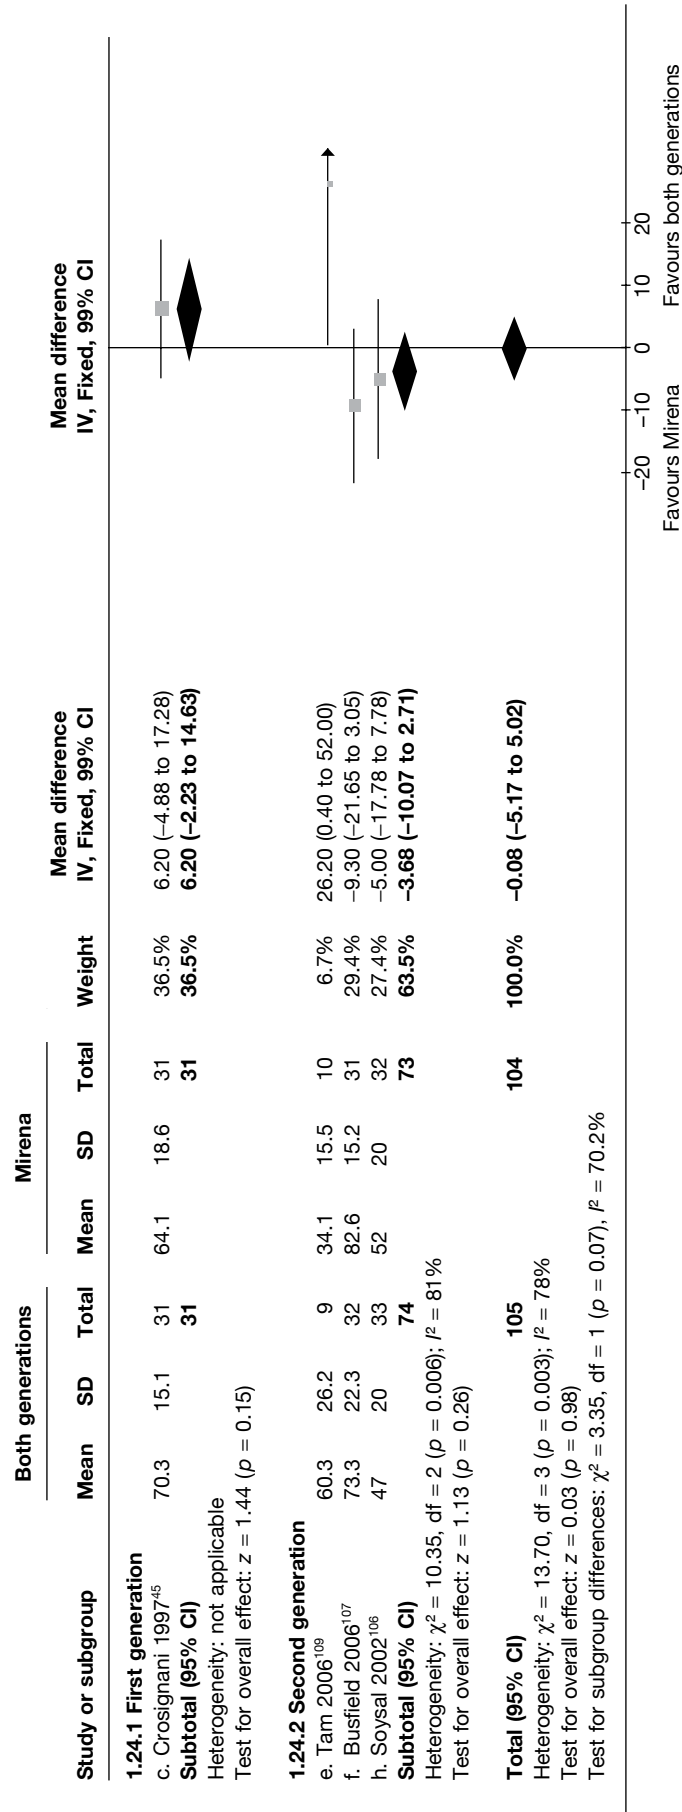 Both generations Mirena Mean difference Mean difference
Study or subgroup Mean SD Total Mean SD Total Weight IV, Fixed, 99% CI IV, Fixed, 99% CI
1.24.1 First generation
c. Crosignani 1997⁴⁵ 70.3 15.1 31 64.1 18.6 31 36.5% 6.20 (−4.88 to 17.28)
Subtotal (95% CI) 31 31 36.5% 6.20 (−2.23 to 14.63)
Heterogeneity: not applicable
Test for overall effect: z = 1.44 (p = 0.15)
1.24.2 Second generation
e. Tam 2006¹⁰⁹ 60.3 26.2 9 34.1 15.5 10 6.7% 26.20 (0.40 to 52.00)
f. Busfield 2006¹⁰⁷ 73.3 22.3 32 82.6 15.2 31 29.4% −9.30 (−21.65 to 3.05)
h. Soysal 2002¹⁰⁶ 47 20 33 52 20 32 27.4% −5.00 (−17.78 to 7.78)
Subtotal (95% CI) 74 73 63.5% −3.68 (−10.07 to 2.71)
Heterogeneity: χ² = 10.35, df = 2 (p = 0.006); I² = 81%
Test for overall effect: z = 1.13 (p = 0.26)
Total (95% CI) 105 104 100.0% −0.08 (−5.17 to 5.02)
Heterogeneity: χ² = 13.70, df = 3 (p = 0.003); I² = 78%
Test for overall effect: z = 0.03 (p = 0.98)
Test for subgroup differences: χ² = 3.35, df = 1 (p = 0.07), I² = 70.2%
−20 −10 0 10 20
Favours Mirena Favours both generations